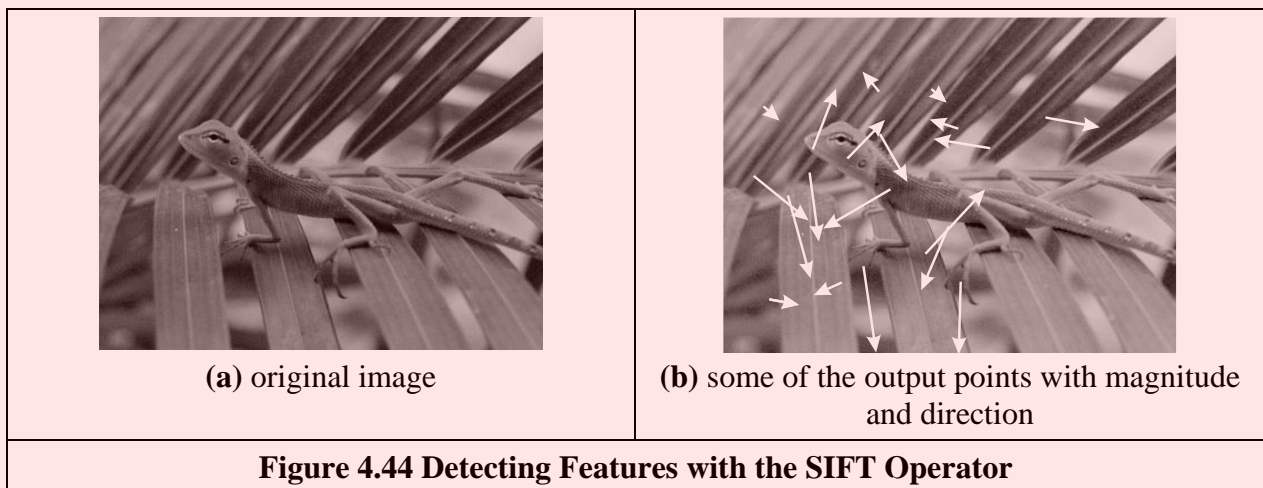 (a) original image
(b) some of the output points with magnitude
and direction
Figure 4.44 Detecting Features with the SIFT Operator